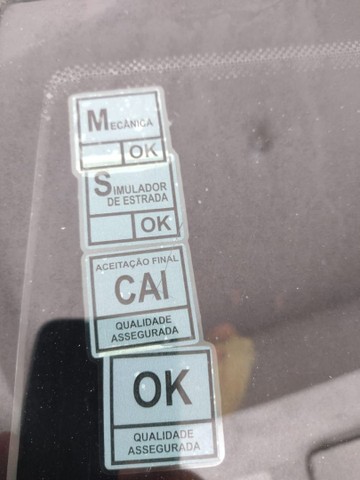 MECÂNICA
OK
SIMULADOR
DE ESTRADA
OK
ACEITAÇÃO FINAL
CAI
QUALIDADE
ASSEGURADA
OK
QUALIDADE
ASSEGURADA